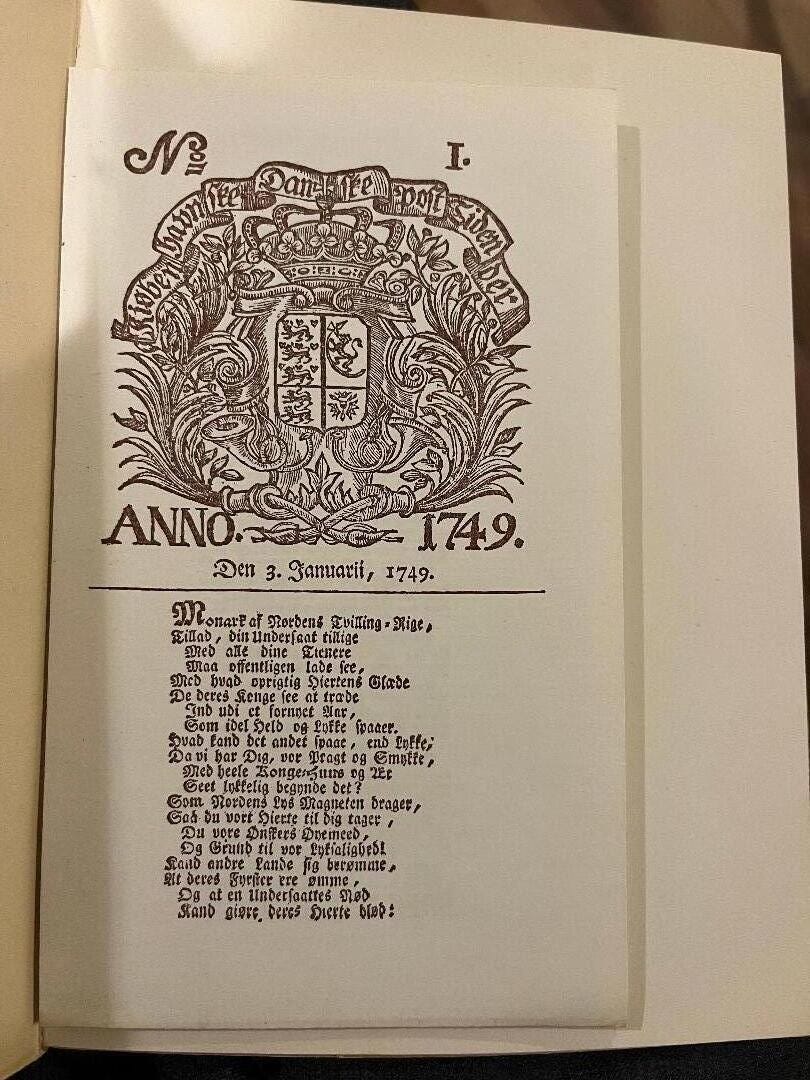 No. I.
Kiøbenhavnske Danske Post Tidender
ANNO. 1749.
Den 3. Januarii, 1749.
Monark af Nordens Tvilling-Rige,
Tillad, din Undersaat tillige
Med alle dine Tienere
Maa offentligen lade see,
Med hvad oprigtig Hiertens Glæde
De deres Konge see at træde
Ind udi et fornyet Aar,
Som idel Held og Lykke spaaer.
Hvad kand det andet spaae, end Lykke,
Da vi har Dig, vor Pragt og Smykke,
Med heele Konge-Huus og Æt
Seet lykkelig begynde det?
Som Nordens Lys Magneten drager,
Saa du vort Hierte til dig tager,
Du vore Ønskers Øyemeed,
Og Grund til vor Lyksalighed!
Kand andre Lande sig berømme,
At deres Fyrster ere ømme,
Og at en Undersaattes Nød
Kand giøre deres Hierte blød: